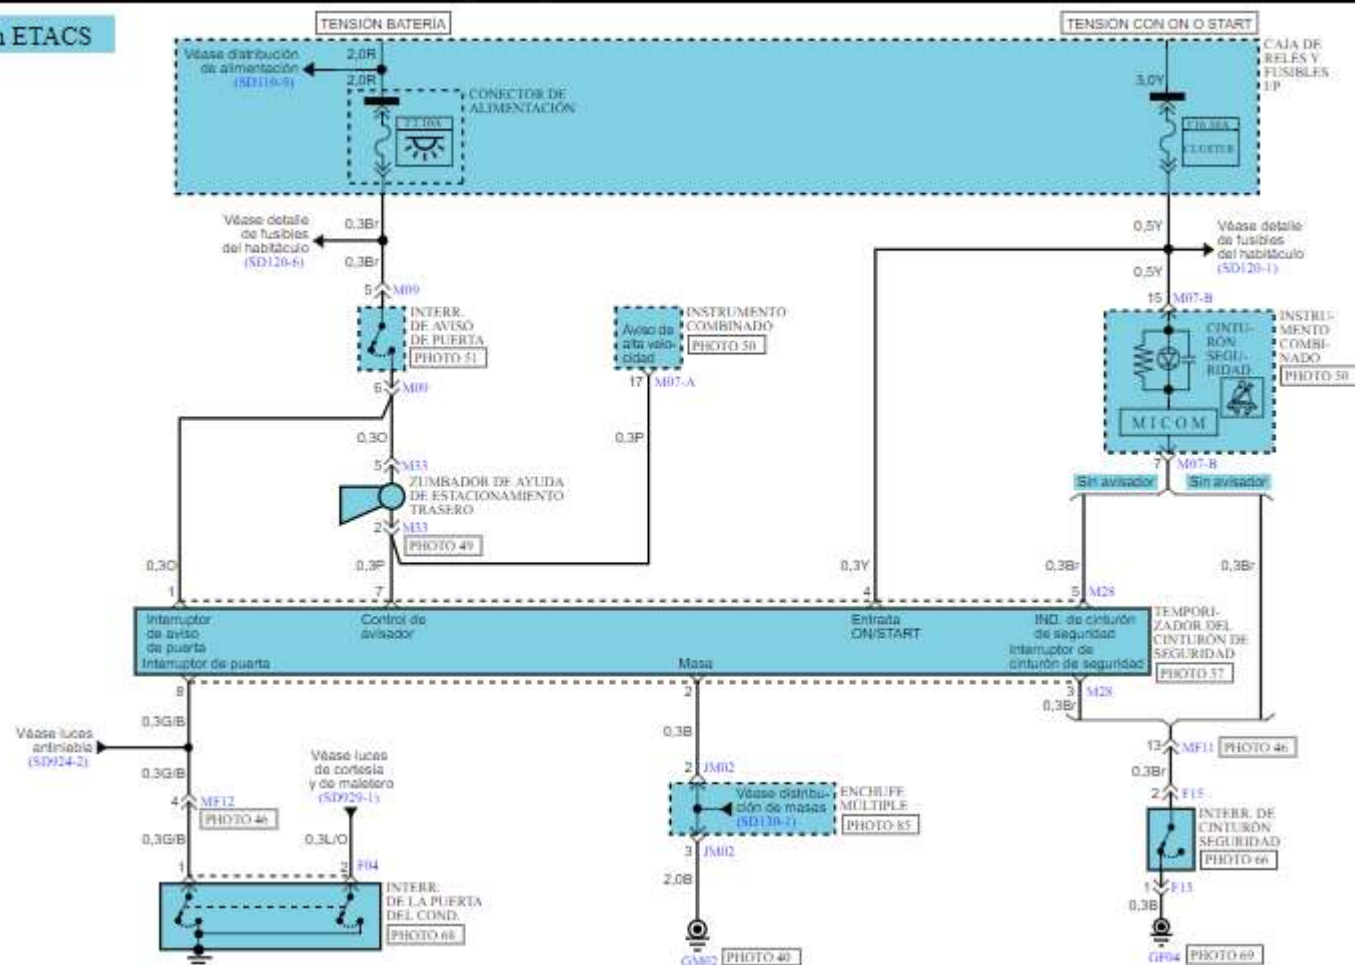 n ETACS
TENSIÓN BATERÍA
TENSIÓN CON ON O START
Véase distribución
de alimentación
(SD110-9)
2,0R
2,0R
CONECTOR DE
ALIMENTACIÓN
3,0Y
CLUSTER
CAJA DE
RELÉS Y
FUSIBLES
I/P
Véase detalle
de fusibles
del habitáculo
(SD120-6)
0,3Br
0,3Br
0,5Y
0,5Y
Véase detalle
de fusibles
del habitáculo
(SD120-1)
5 M09
INTERR.
DE AVISO
DE PUERTA
PHOTO 51
6 M09
Aviso de
alta velo-
cidad
INSTRUMENTO
COMBINADO
PHOTO 50
17 M07-A
15 M07-B
CINTU-
RÓN
SEGU-
RIDAD
MICOM
INSTRU-
MENTO
COMBI-
NADO
PHOTO 50
7 M07-B
Sin avisador
Sin avisador
0,3O
0,3P
5 M33
ZUMBADOR DE AYUDA
DE ESTACIONAMIENTO
TRASERO
2 M33
PHOTO 49
0,3O
0,3P
0,3Y
0,3Br
0,3Br
1
7
4
5 M28
Interruptor
de aviso
de puerta
Control de
avisador
Entrada
ON/START
IND. de cinturón
de seguridad
Interruptor de puerta
Masa
Interruptor de
cinturón de seguridad
TEMPORI-
ZADOR DEL
CINTURÓN DE
SEGURIDAD
PHOTO 57
2
3 M28
0,3Br
0,3G/B
Véase luces
antiniebla
(SD924-2)
0,3G/B
4 MF12
PHOTO 46
0,3G/B
Véase luces
de cortesía
y de maletero
(SD929-1)
0,3L/O
1
2 F04
INTERR.
DE LA PUERTA
DEL COND.
PHOTO 68
0,3B
2 JM02
Véase distribu-
ción de masas
(SD130-1)
ENCHUFE
MÚLTIPLE
PHOTO 85
3 JM02
2,0B
GM02 PHOTO 40
13 MF11 PHOTO 46
0,3Br
2 F15
INTERR. DE
CINTURÓN
SEGURIDAD
PHOTO 66
1 F15
0,3B
GF04 PHOTO 69